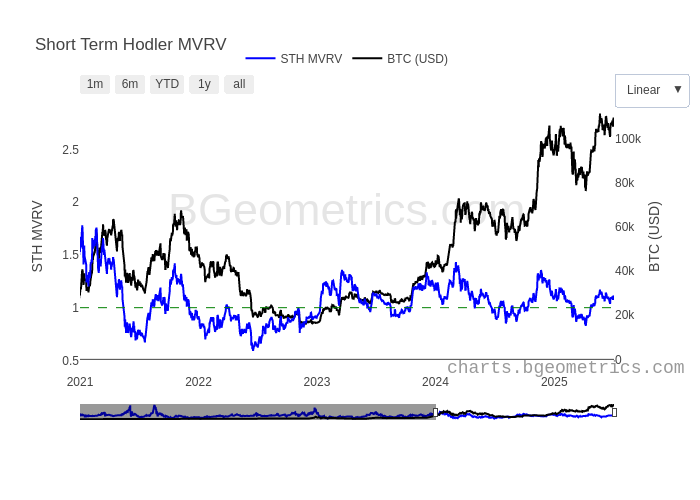 Short Term Hodler MVRV
STH MVRV BTC (USD)
1m 6m YTD 1y all
Linear ▼
2.5
2
1.5
1
0.5
STH MVRV
100k
80k
60k
40k
20k
0
BTC (USD)
BGeometrics.com
2021 2022 2023 2024 2025
charts.bgeometrics.com